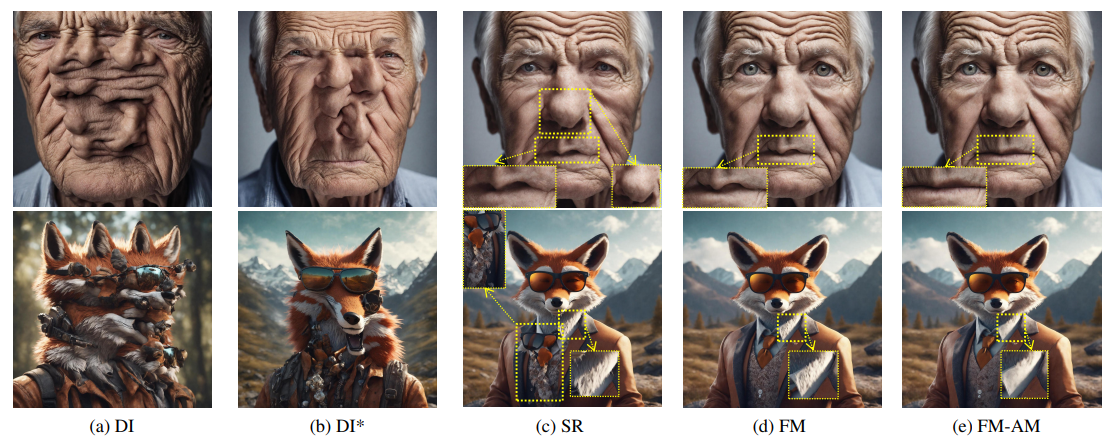 (a) DI
(b) DI*
(c) SR
(d) FM
(e) FM-AM